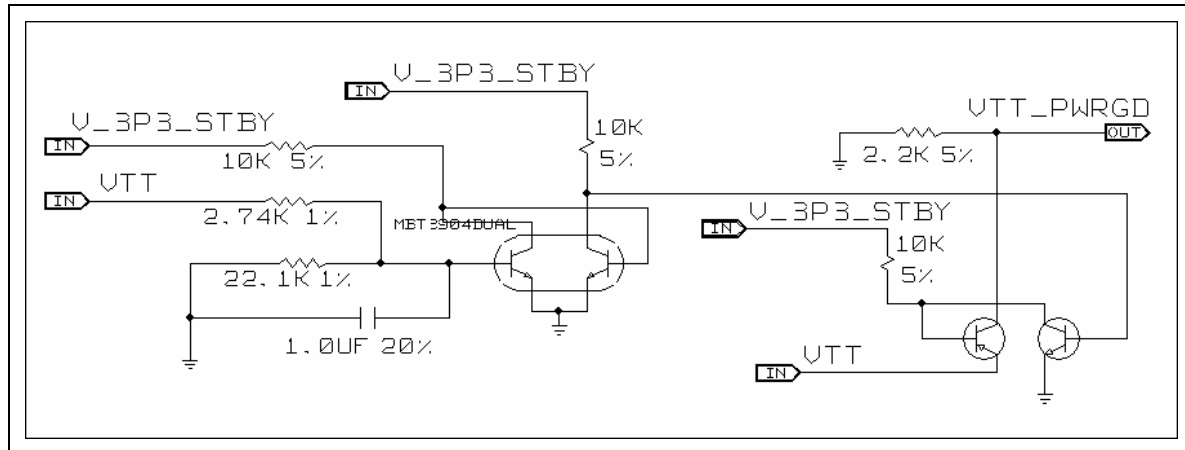 V_3P3_STBY
IN
VTT_PWRGD
V_3P3_STBY
10K
5%
OUT
IN
10K 5%
2.2K 5%
VTT
IN
2.74K 1%
MBT3904DUAL
V_3P3_STBY
IN
10K
5%
22.1K 1%
1.0UF 20%
VTT
IN